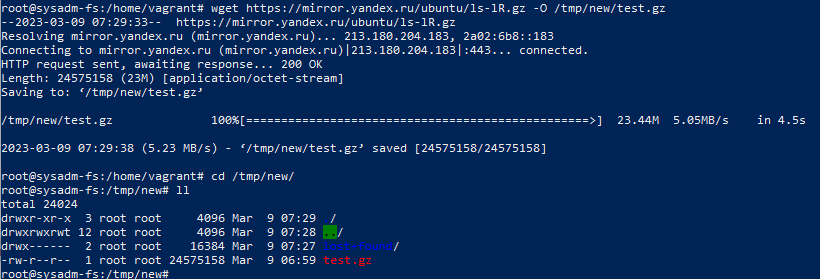 root@sysadm-fs:/home/vagrant# wget https://mirror.yandex.ru/ubuntu/ls-lR.gz -O /tmp/new/test.gz
--2023-03-09 07:29:33--  https://mirror.yandex.ru/ubuntu/ls-lR.gz
Resolving mirror.yandex.ru (mirror.yandex.ru)... 213.180.204.183, 2a02:6b8::183
Connecting to mirror.yandex.ru (mirror.yandex.ru)|213.180.204.183|:443... connected.
HTTP request sent, awaiting response... 200 OK
Length: 24575158 (23M) [application/octet-stream]
Saving to: ‘/tmp/new/test.gz’
/tmp/new/test.gz 100%[=================================================>] 23.44M 5.05MB/s in 4.5s
2023-03-09 07:29:38 (5.23 MB/s) - ‘/tmp/new/test.gz’ saved [24575158/24575158]
root@sysadm-fs:/home/vagrant# cd /tmp/new/
root@sysadm-fs:/tmp/new# ll
total 24024
drwxr-xr-x 3 root root 4096 Mar 9 07:29 ./
drwxrwxrwt 12 root root 4096 Mar 9 07:28 ../
drwx------ 2 root root 16384 Mar 9 07:27 lost+found/
-rw-r--r-- 1 root root 24575158 Mar 9 06:59 test.gz
root@sysadm-fs:/tmp/new#